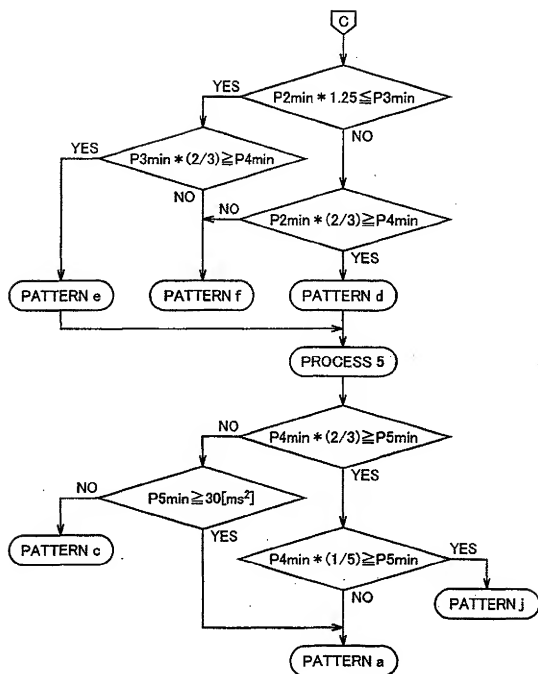 C
YES
P2min * 1.25≦P3min
YES
NO
P3min * (2/3)≧P4min
NO
NO
P2min * (2/3)≧P4min
YES
PATTERN e
PATTERN f
PATTERN d
PROCESS 5
NO
P4min * (2/3)≧P5min
NO
YES
P5min≧30[ms²]
YES
PATTERN c
P4min * (1/5)≧P5min
YES
NO
PATTERN j
PATTERN a